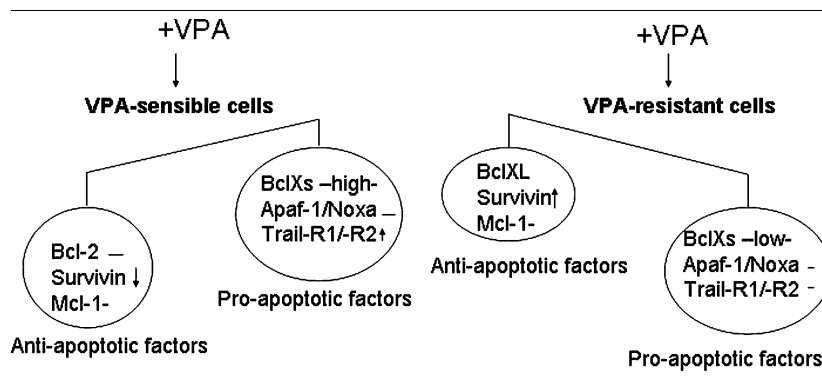 +VPA
VPA-sensible cells
Bcl-2 –
Survivin ↓
Mcl-1-
Anti-apoptotic factors
BclXs –high-
Apaf-1/Noxa –
Trail-R1/-R2↑
Pro-apoptotic factors
+VPA
VPA-resistant cells
BclXL
Survivin↑
Mcl-1-
Anti-apoptotic factors
BclXs –low-
Apaf-1/Noxa -
Trail-R1/-R2 -
Pro-apoptotic factors